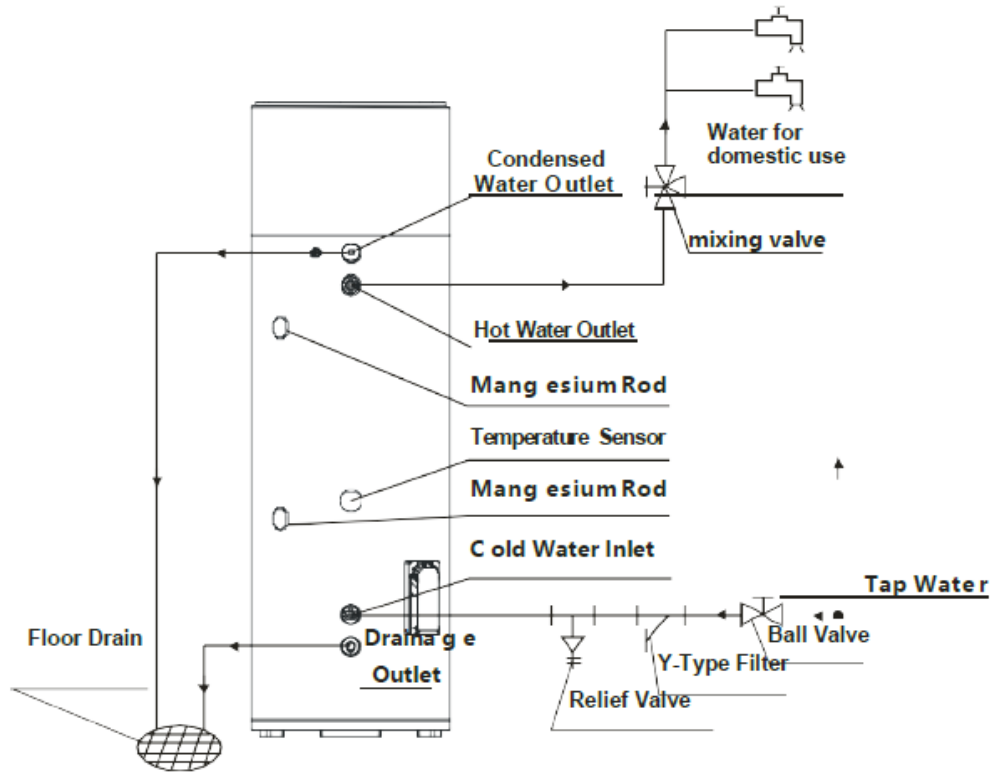 Water for
domestic use
Condensed
Water Outlet
mixing valve
Hot Water Outlet
Mang esium Rod
Temperature Sensor
Mang esium Rod
C old Water Inlet
Tap Water
Floor Drain
Drama g e
Outlet
Ball Valve
Y-Type Filter
Relief Valve